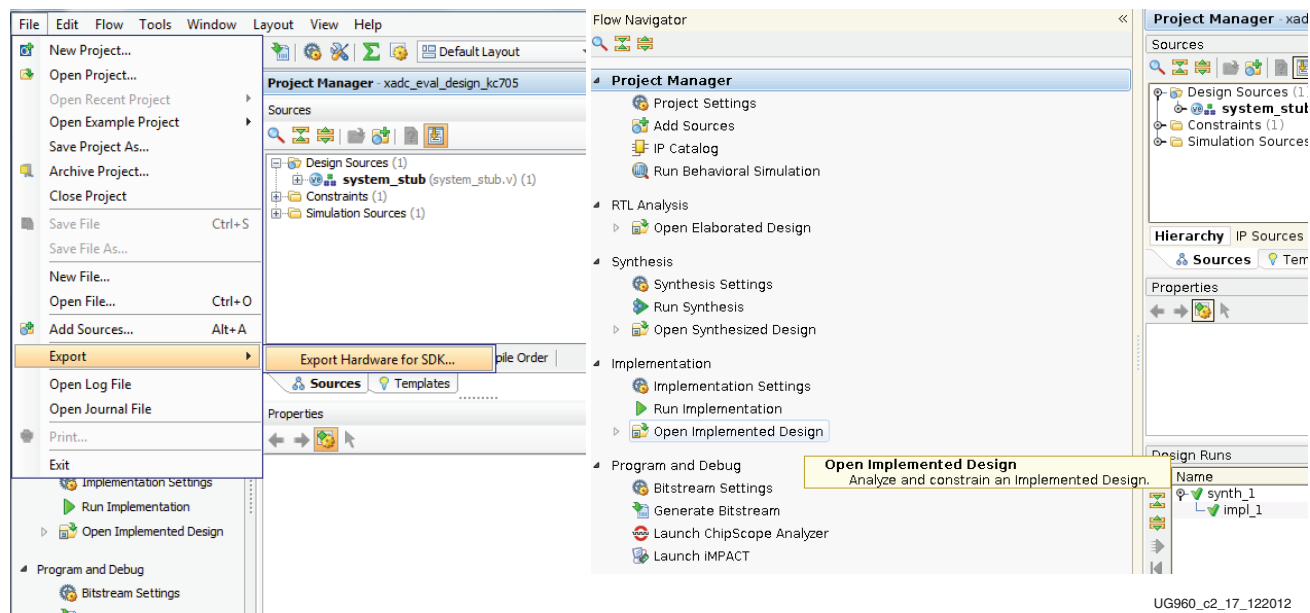 File Edit Flow Tools Window Layout View Help
New Project...
Open Project...
Open Recent Project
Open Example Project
Save Project As...
Archive Project...
Close Project
Save File Ctrl+S
Save File As...
New File...
Open File... Ctrl+O
Add Sources... Alt+A
Export
Export Hardware for SDK...
Open Log File
Open Journal File
Print...
Exit
Implementation Settings
Run Implementation
Open Implemented Design
Program and Debug
Bitstream Settings
Default Layout
Project Manager - xadc_eval_design_kc705
Sources
Design Sources (1)
system_stub (system_stub.v) (1)
Constraints (1)
Simulation Sources (1)
pile Order
Sources Templates
Properties
Flow Navigator
Project Manager
Project Settings
Add Sources
IP Catalog
Run Behavioral Simulation
RTL Analysis
Open Elaborated Design
Synthesis
Synthesis Settings
Run Synthesis
Open Synthesized Design
Implementation
Implementation Settings
Run Implementation
Open Implemented Design
Program and Debug
Bitstream Settings
Generate Bitstream
Launch ChipScope Analyzer
Launch iMPACT
Open Implemented Design
Analyze and constrain an Implemented Design.
Project Manager - xad
Sources
Design Sources (1)
system_stub
Constraints (1)
Simulation Sources
Hierarchy IP Sources
Sources Tem
Properties
Design Runs
Name
synth_1
impl_1
UG960_c2_17_122012